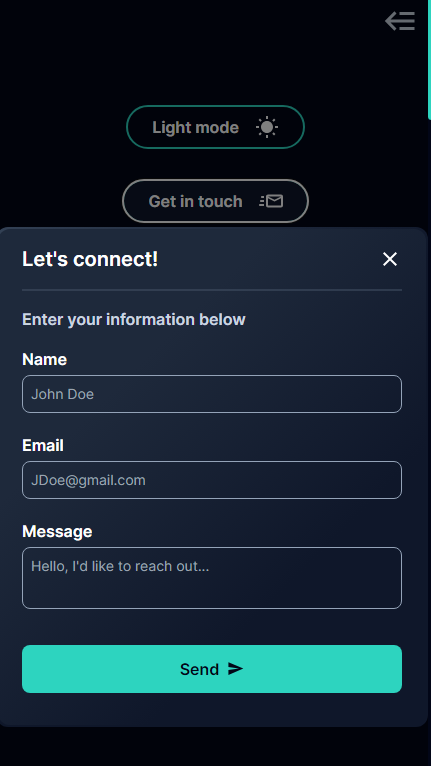 Light mode
Get in touch
Let's connect!
Enter your information below
Name
John Doe
Email
JDoe@gmail.com
Message
Hello, I'd like to reach out...
Send